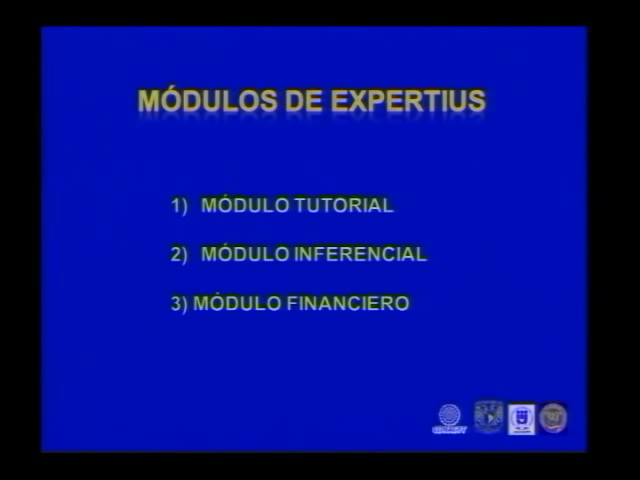 MÓDULOS DE EXPERTIUS
1) MÓDULO TUTORIAL
2) MÓDULO INFERENCIAL
3) MÓDULO FINANCIERO